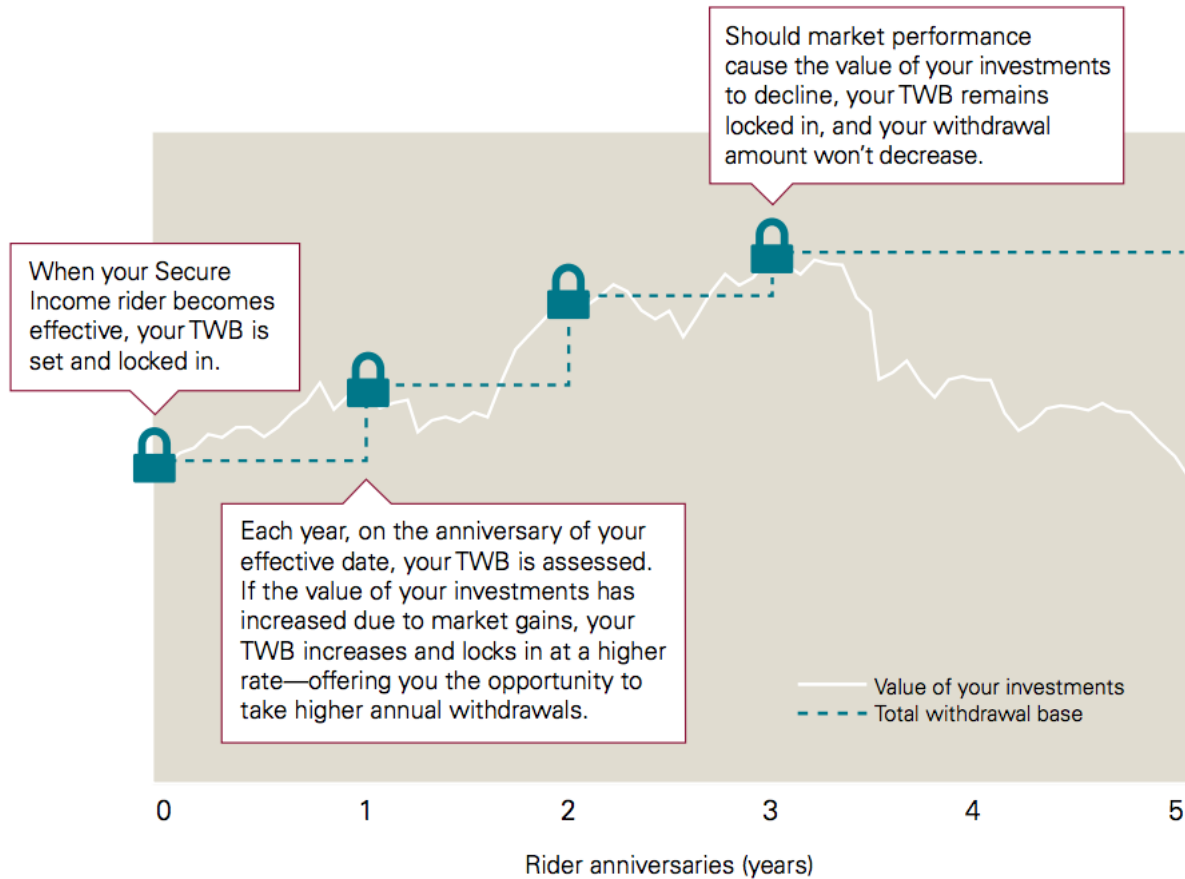 Should market performance
cause the value of your investments
to decline, your TWB remains
locked in, and your withdrawal
amount won't decrease.
When your Secure
Income rider becomes
effective, your TWB is
set and locked in.
Each year, on the anniversary of your
effective date, your TWB is assessed.
If the value of your investments has
increased due to market gains, your
TWB increases and locks in at a higher
rate—offering you the opportunity to
take higher annual withdrawals.
Value of your investments
Total withdrawal base
0 1 2 3 4 5
Rider anniversaries (years)